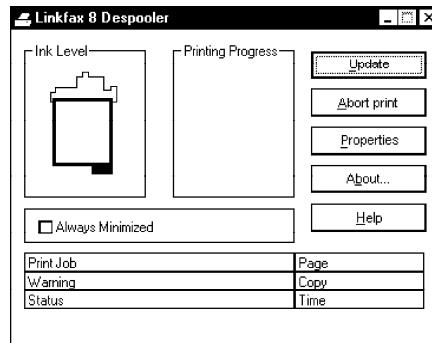 Linkfax 8 Despooler
Ink Level
Printing Progress
Update
Abort print
Properties
About...
Help
Always Minimized
Print Job Page
Warning Copy
Status Time